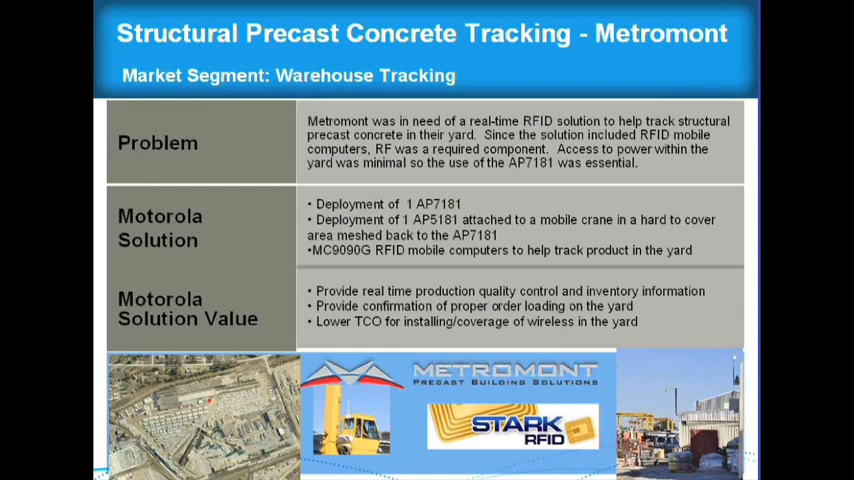 Structural Precast Concrete Tracking - Metromont
Market Segment: Warehouse Tracking
Problem
Metromont was in need of a real-time RFID solution to help track structural
precast concrete in their yard. Since the solution included RFID mobile
computers, RF was a required component. Access to power within the
yard was minimal so the use of the AP7181 was essential.
Motorola
Solution
• Deployment of 1 AP7181
• Deployment of 1 AP5181 attached to a mobile crane in a hard to cover
area meshed back to the AP7181
•MC9090G RFID mobile computers to help track product in the yard
Motorola
Solution Value
• Provide real time production quality control and inventory information
• Provide confirmation of proper order loading on the yard
• Lower TCO for installing/coverage of wireless in the yard
METROMONT
PRECAST BUILDING SOLUTIONS
STARK
RFID